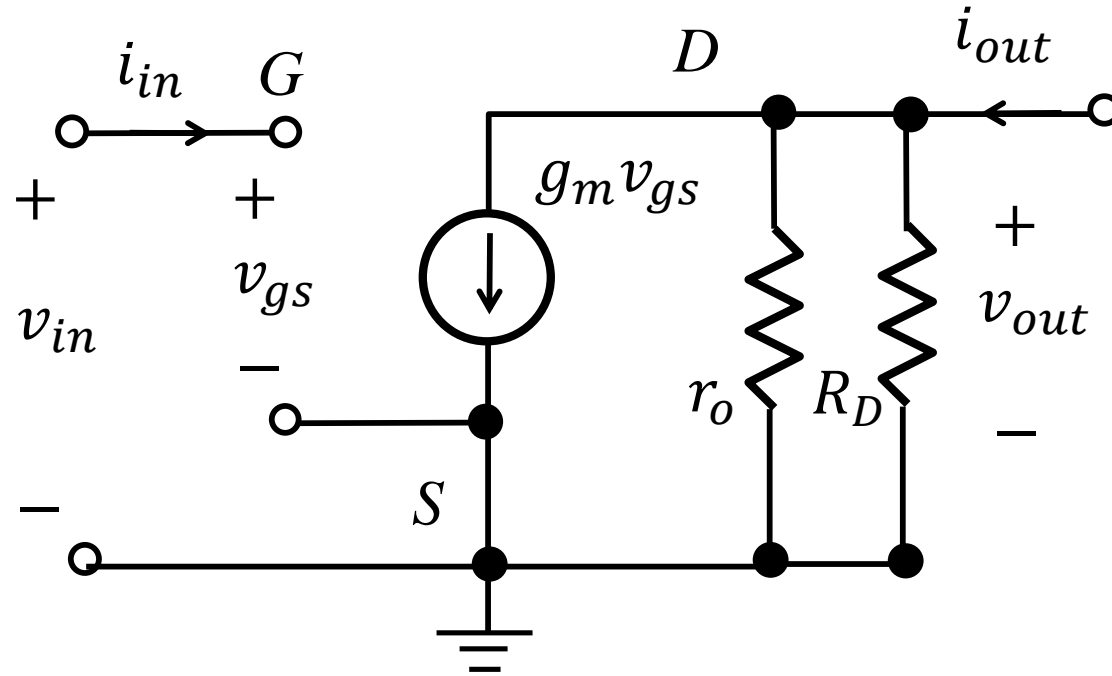 i_in
G
D
i_out
+
+
g_m v_gs
+
v_gs
v_in
v_out
−
r_o
R_D
−
S
−